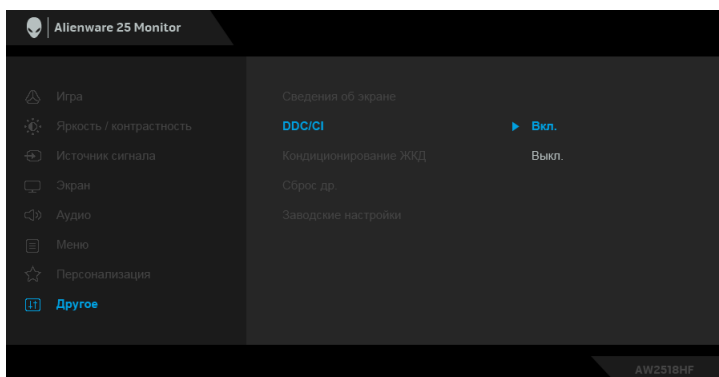 Alienware 25 Monitor
Игра
Яркость / контрастность
Источник сигнала
Экран
Аудио
Меню
Персонализация
Другое
Сведения об экране
DDC/CI
Вкл.
Кондиционирование ЖКД
Выкл.
Сброс др.
Заводские настройки
AW2518HF